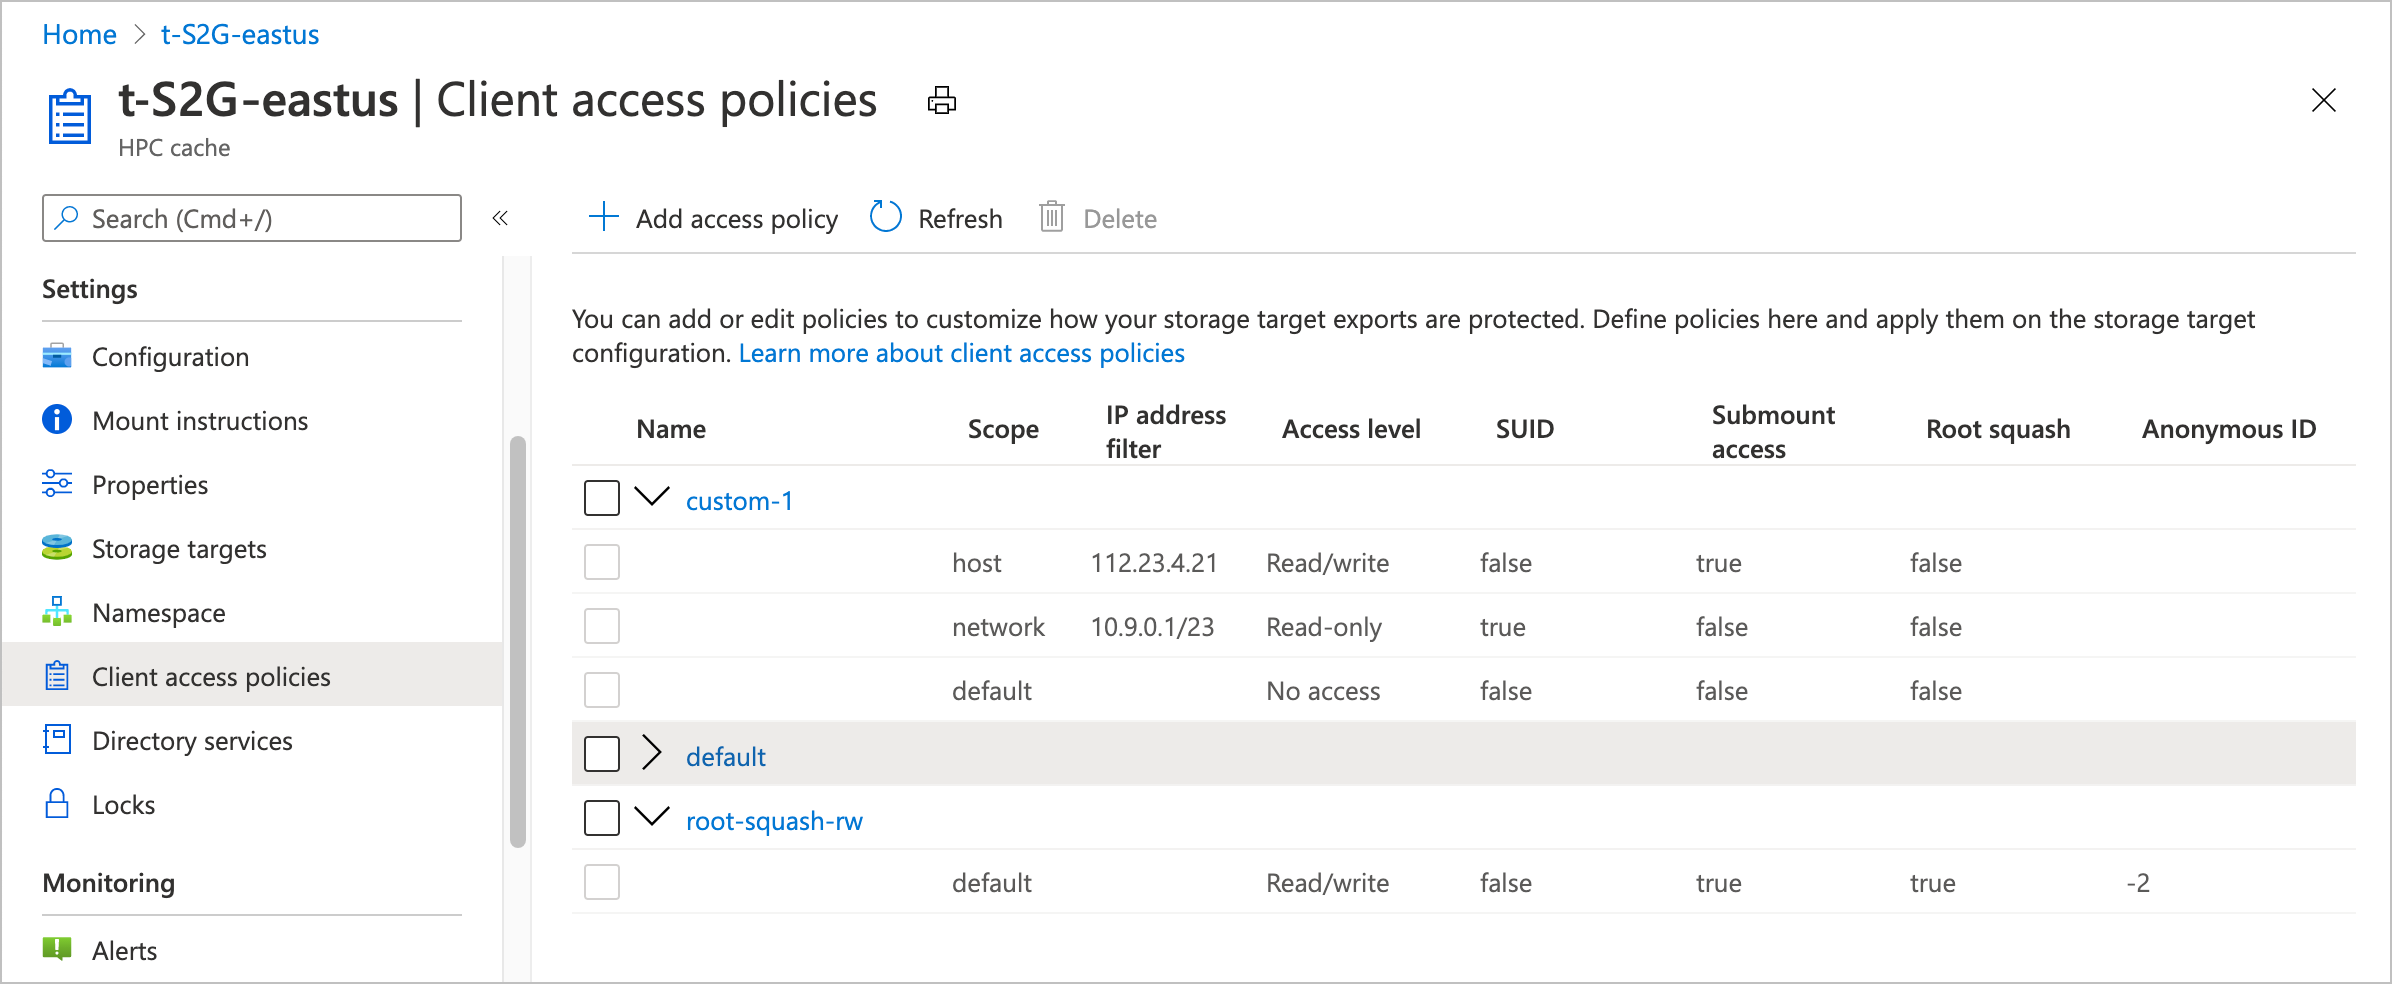 Home > t-S2G-eastus
t-S2G-eastus | Client access policies
HPC cache
Search (Cmd+/)
«
Settings
Configuration
Mount instructions
Properties
Storage targets
Namespace
Client access policies
Directory services
Locks
Monitoring
Alerts
Add access policy Refresh Delete
You can add or edit policies to customize how your storage target exports are protected. Define policies here and apply them on the storage target
configuration. Learn more about client access policies
Name Scope IP address filter Access level SUID Submount access Root squash Anonymous ID
custom-1
host 112.23.4.21 Read/write false true false
network 10.9.0.1/23 Read-only true false false
default No access false false false
default
root-squash-rw
default Read/write false true true -2